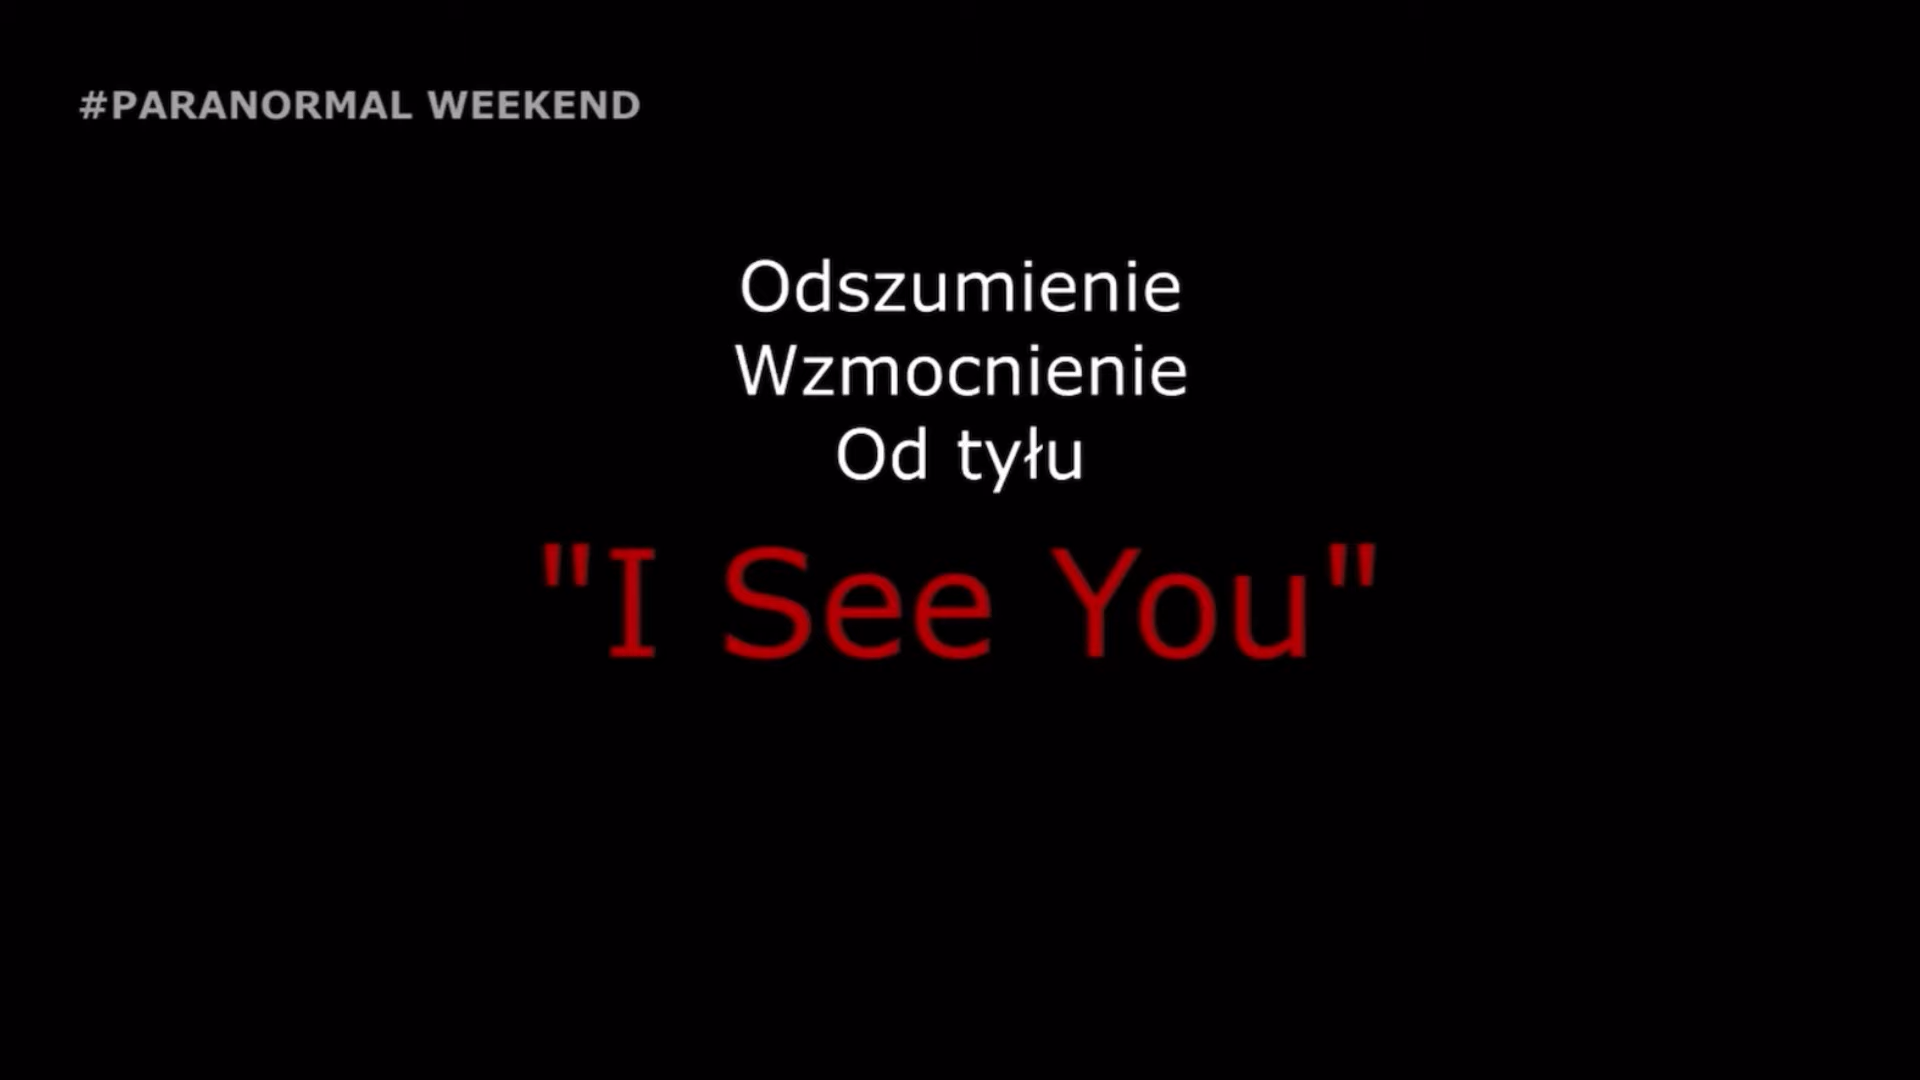 #PARANORMAL WEEKEND
Odszumienie
Wzmocnienie
Od tyłu
"I See You"